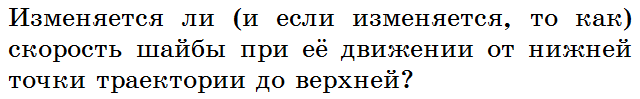 Изменяется ли (и если изменяется, то как)
скорость шайбы при её движении от нижней
точки траектории до верхней?